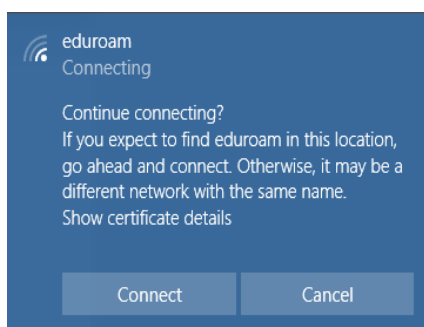 eduroam
Connecting
Continue connecting?
If you expect to find eduroam in this location,
go ahead and connect. Otherwise, it may be a
different network with the same name.
Show certificate details
Connect
Cancel